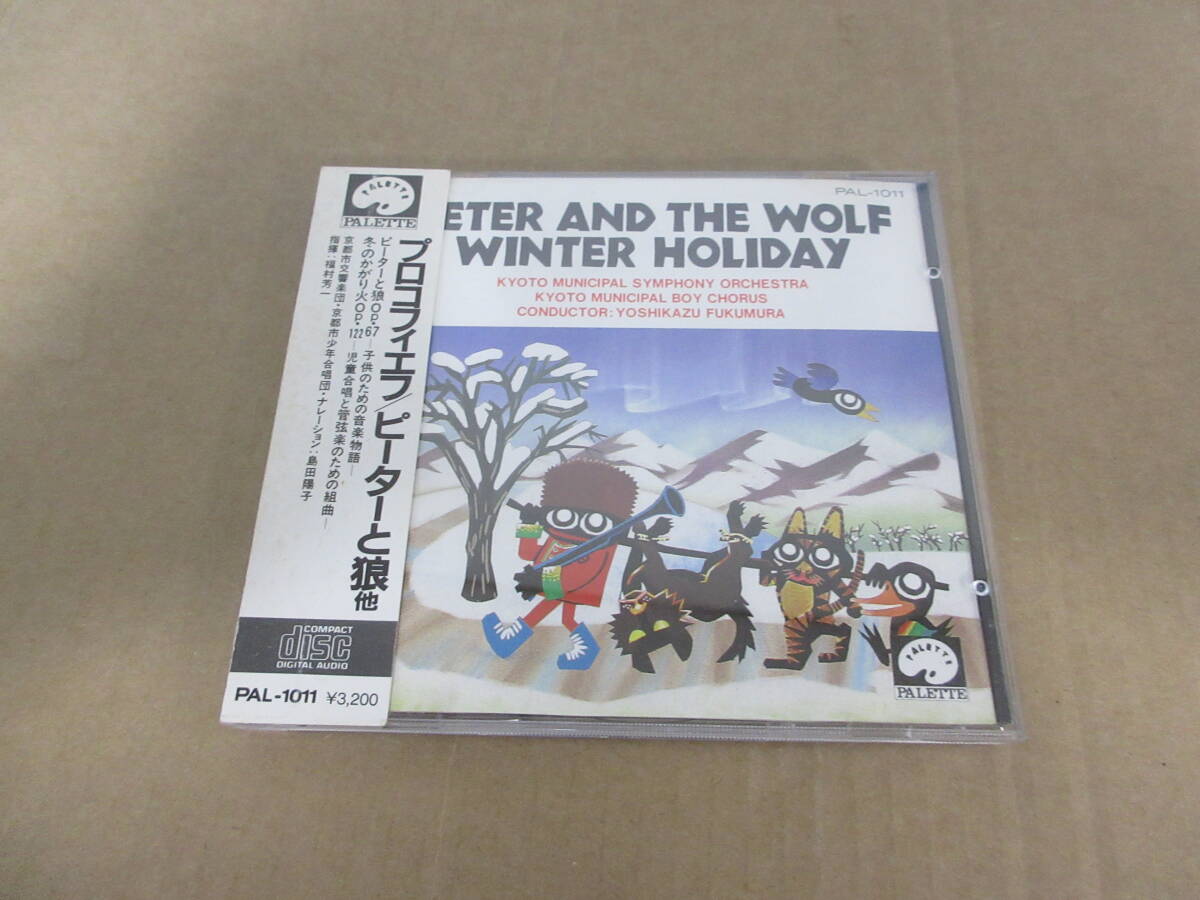 PALETTE
PALETTE
プロコフィエフ/ピーターと狼他
ピーターと狼Op.67―子供のための音楽物語―
冬のかがり火Op.122―児童合唱と管弦楽のための組曲―
京都市交響楽団・京都市少年合唱団・ナレーション:島田陽子
指揮:福村芳一
COMPACT
disc
DIGITAL AUDIO
PAL-1011 ¥3,200
PAL-1011
ETER AND THE WOLF
WINTER HOLIDAY
KYOTO MUNICIPAL SYMPHONY ORCHESTRA
KYOTO MUNICIPAL BOY CHORUS
CONDUCTOR: YOSHIKAZU FUKUMURA
PALETTE
PALETTE